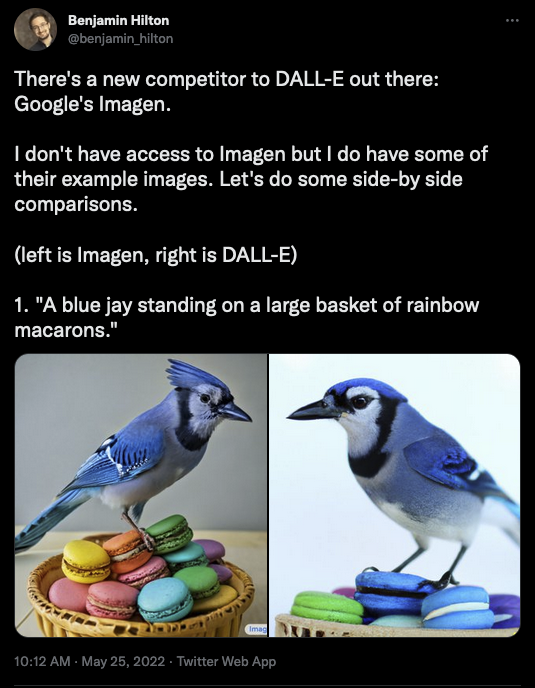 Benjamin Hilton
@benjamin_hilton
There's a new competitor to DALL-E out there:
Google's Imagen.
I don't have access to Imagen but I do have some of
their example images. Let's do some side-by side
comparisons.
(left is Imagen, right is DALL-E)
1. "A blue jay standing on a large basket of rainbow
macarons."
Imag
10:12 AM · May 25, 2022 · Twitter Web App